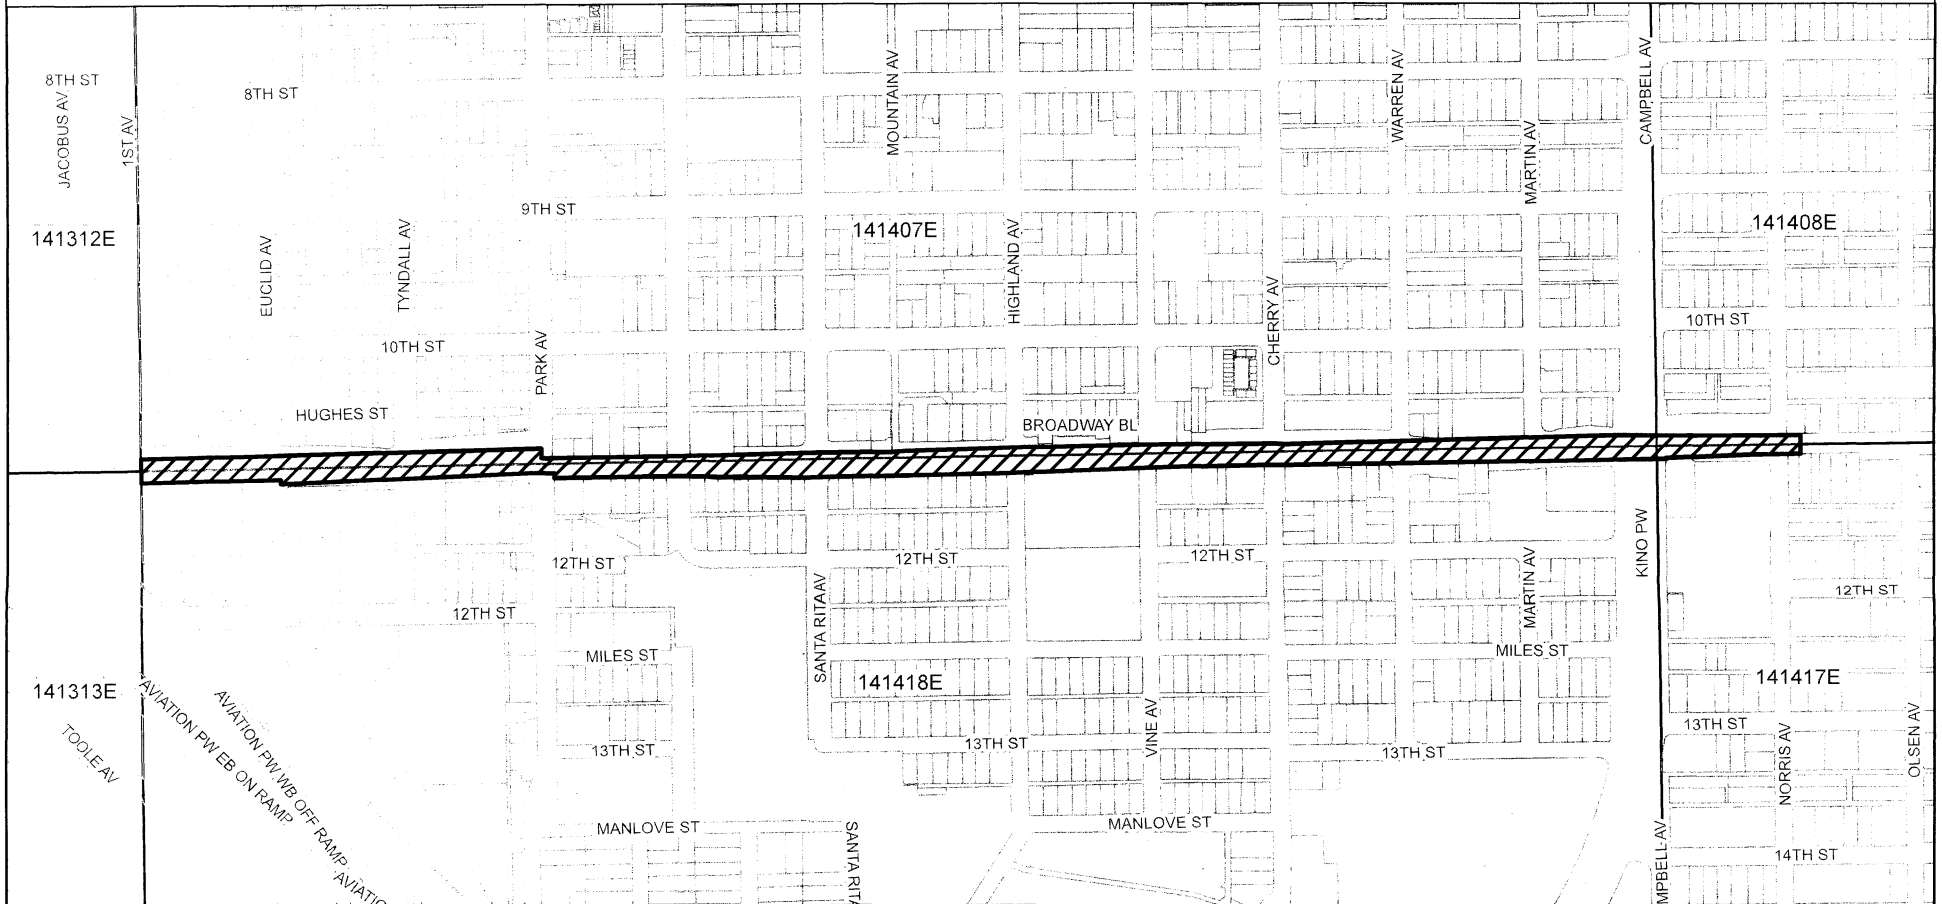 8TH ST
JACOBUS AV
1ST AV
8TH ST
MOUNTAIN AV
WARREN AV
MARTIN AV
CAMPBELL AV
9TH ST
141312E
EUCLID AV
TYNDALL AV
141407E
HIGHLAND AV
CHERRY AV
141408E
10TH ST
10TH ST
PARK AV
HUGHES ST
BROADWAY BL
KINO PW
12TH ST
12TH ST
12TH ST
12TH ST
12TH ST
SANTA RITA AV
MARTIN AV
MILES ST
MILES ST
141313E
141418E
141417E
AVIATION PW EB ON RAMP
AVIATION PW WB OFF RAMP
TOOLE AV
13TH ST
13TH ST
VINE AV
13TH ST
13TH ST
NORRIS AV
OLSEN AV
MANLOVE ST
SANTA RITA
MANLOVE ST
MPBELL AV
14TH ST
AVIATIO